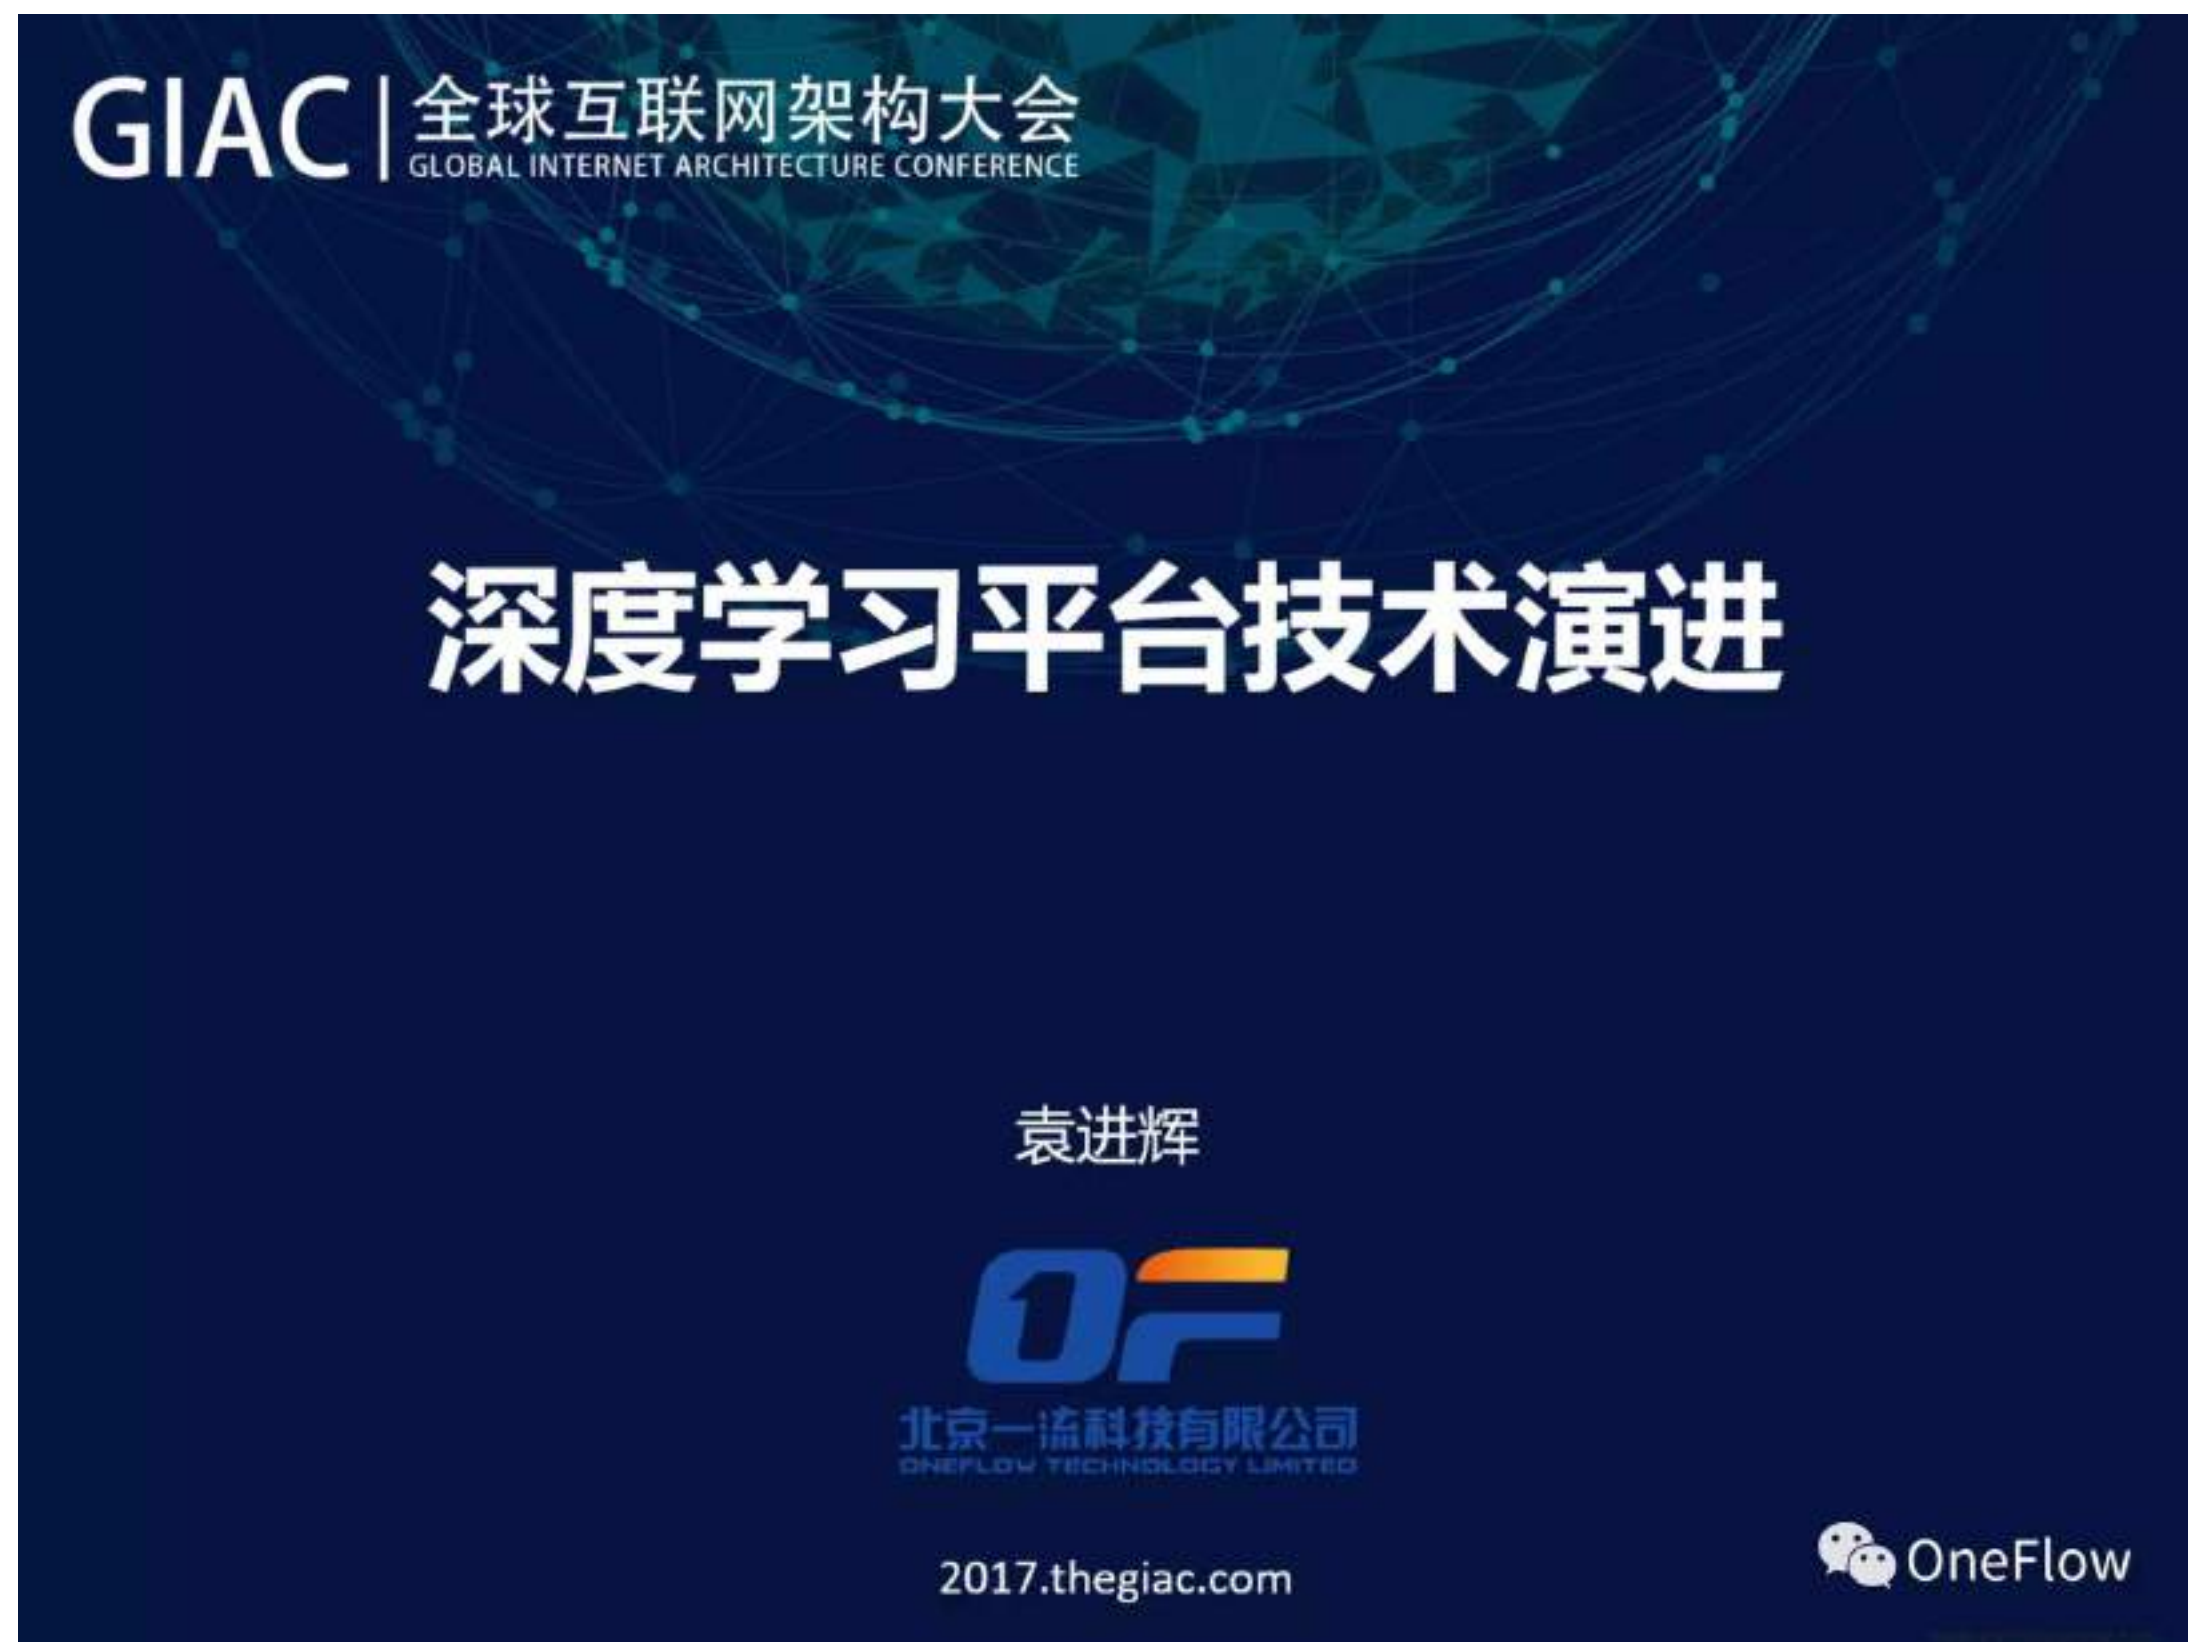 GIAC
全球互联网架构大会
GLOBAL INTERNET ARCHITECTURE CONFERENCE
深度学习平台技术演进
袁进辉
OF
北京一流科技有限公司
ONEFLOW TECHNOLOGY LIMITED
2017.thegiac.com
OneFlow